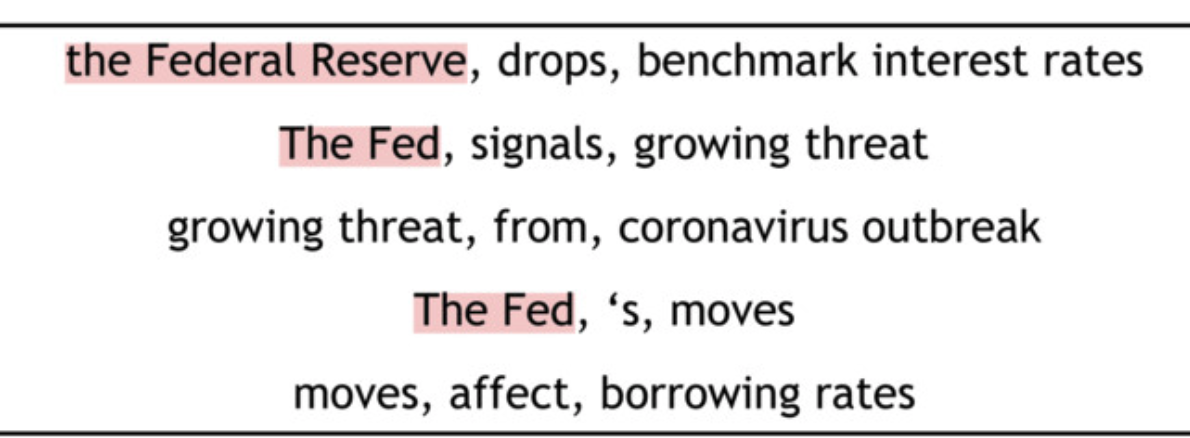 the Federal Reserve, drops, benchmark interest rates
The Fed, signals, growing threat
growing threat, from, coronavirus outbreak
The Fed, ‘s, moves
moves, affect, borrowing rates